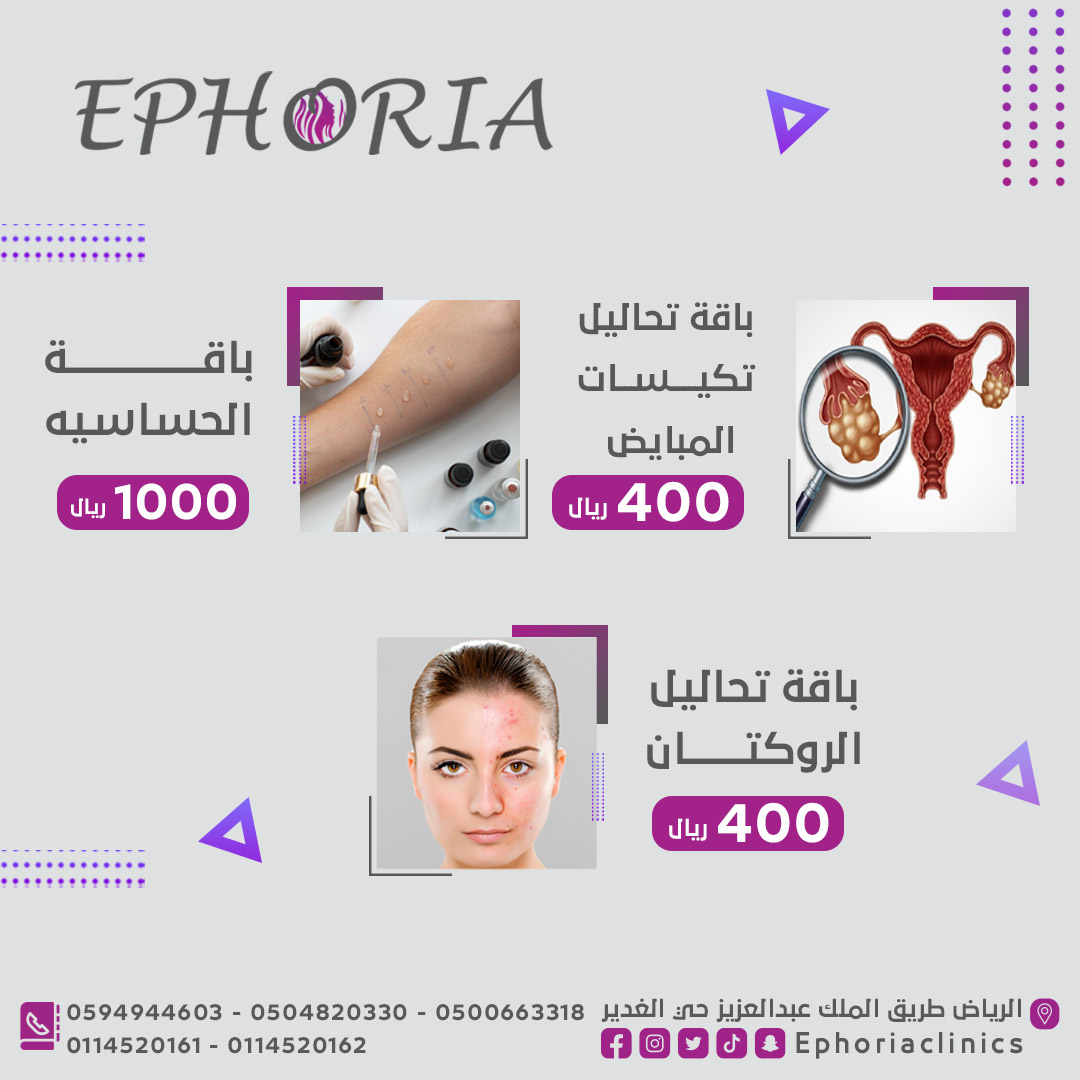 EPHORIA
باقة تحاليل
تكيسات
المبايض
400 ريال
باقة
الحساسيه
1000 ريال
باقة تحاليل
الروكتان
400 ريال
الرياض طريق الملك عبدالعزيز حي الغدير
Ephoriaclinics
0594944603 - 0504820330 - 0500663318
0114520161 - 0114520162